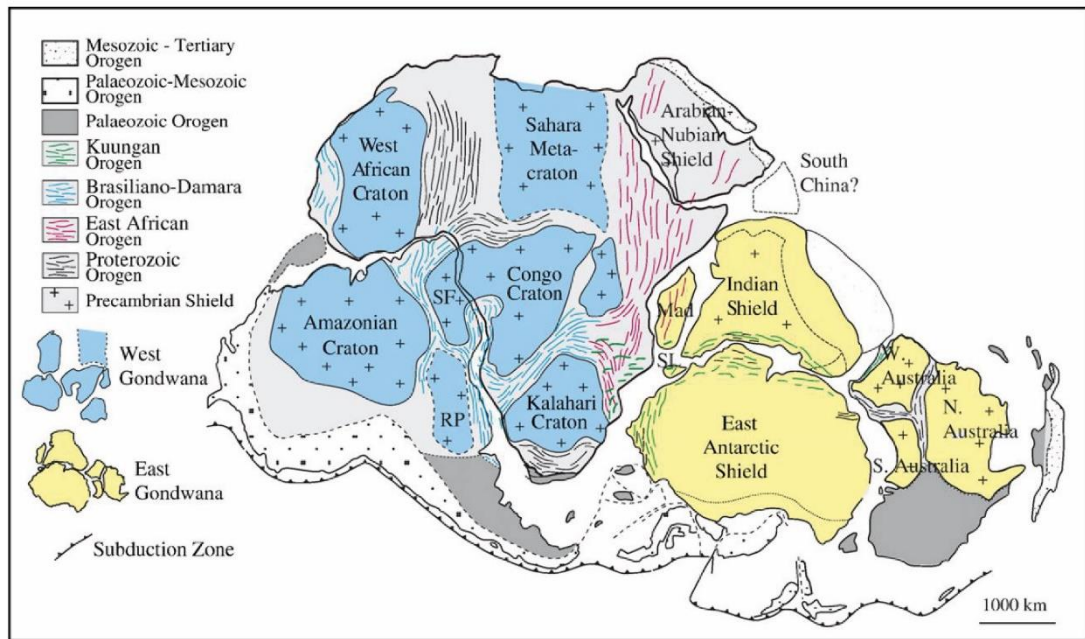 Mesozoic - Tertiary
Orogen
Palaeozoic-Mesozoic
Orogen
Palaeozoic Orogen
Kuungan
Orogen
Brasiliano-Damara
Orogen
East African
Orogen
Proterozoic
Orogen
Precambrian Shield
West
Gondwana
East
Gondwana
Subduction Zone
West
African
Craton
Sahara
Meta-
craton
Arabian-
Nubian
Shield
South
China?
Amazonian
Craton
SF
Congo
Craton
Mad
Indian
Shield
SL
RP
Kalahari
Craton
East
Antarctic
Shield
W.
Australia
N.
Australia
S. Australia
1000 km